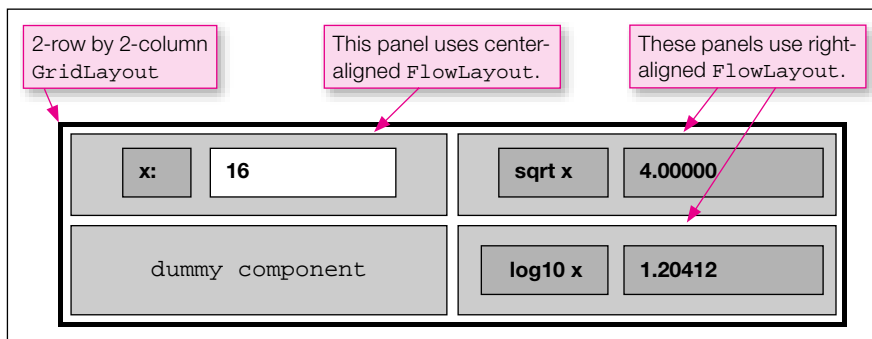 2-row by 2-column
GridLayout
This panel uses center-
aligned FlowLayout.
These panels use right-
aligned FlowLayout.
x:
16
sqrt x
4.00000
dummy component
log10 x
1.20412